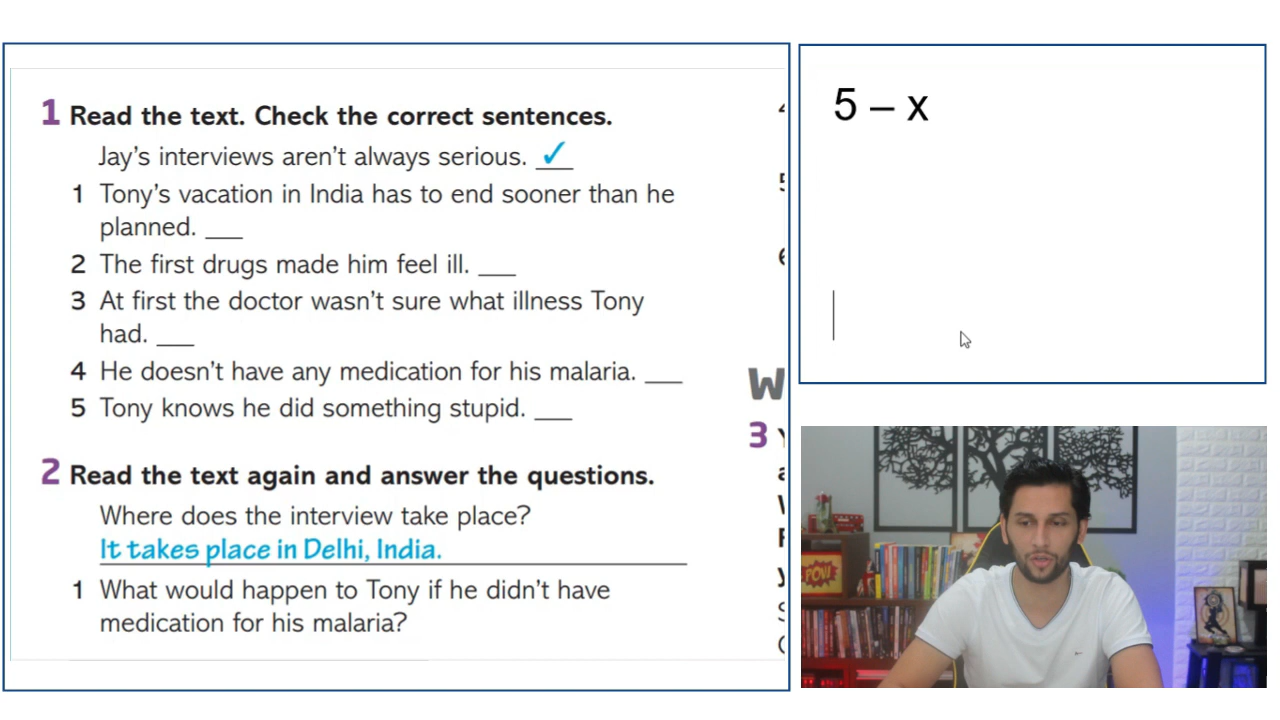 1 Read the text. Check the correct sentences.
Jay's interviews aren't always serious. ✓
1 Tony's vacation in India has to end sooner than he
planned. ___
2 The first drugs made him feel ill. ___
3 At first the doctor wasn't sure what illness Tony
had. ___
4 He doesn't have any medication for his malaria. ___
5 Tony knows he did something stupid. ___
2 Read the text again and answer the questions.
Where does the interview take place?
It takes place in Delhi, India.
1 What would happen to Tony if he didn't have
medication for his malaria?
W
3
5 – x
POW!